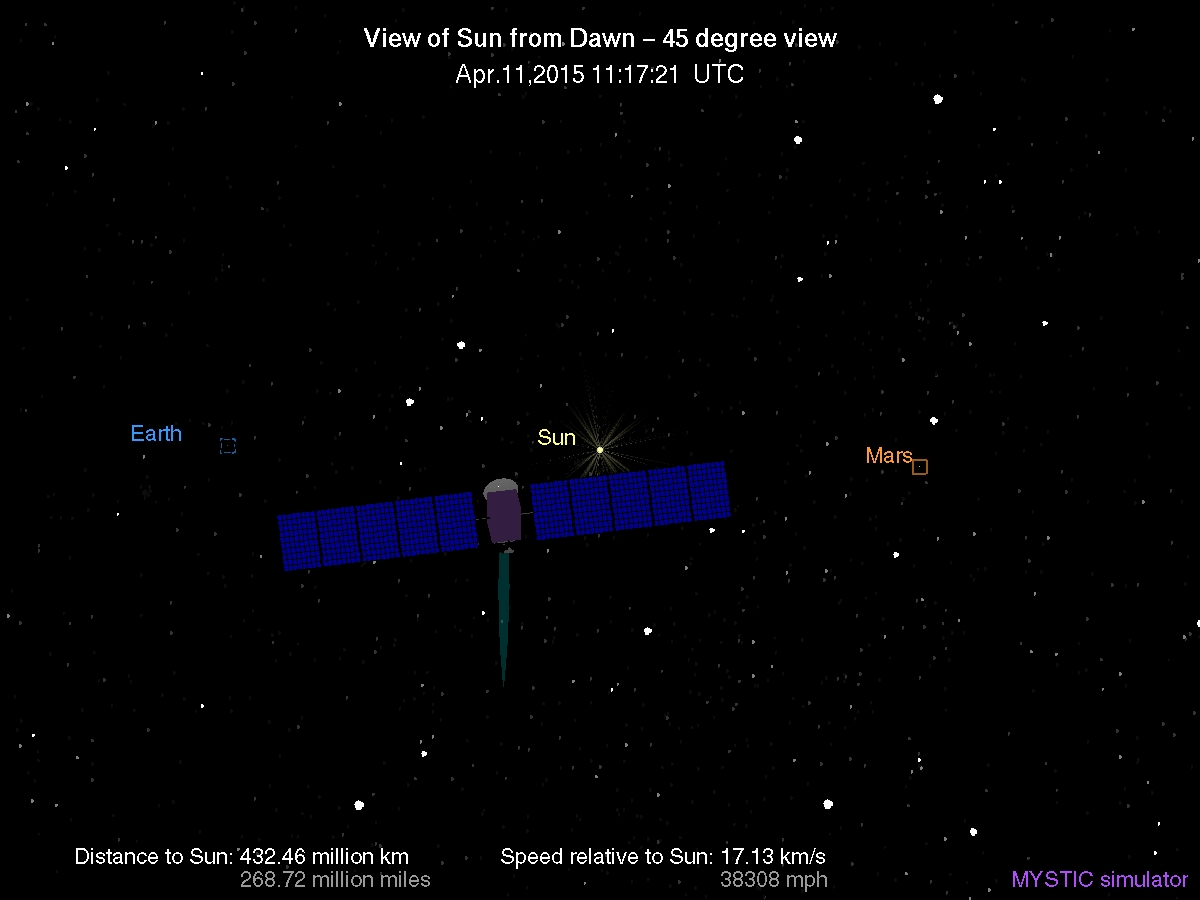 View of Sun from Dawn – 45 degree view
Apr.11,2015 11:17:21 UTC
Earth
Sun
Mars
Distance to Sun: 432.46 million km
268.72 million miles
Speed relative to Sun: 17.13 km/s
38308 mph
MYSTIC simulator